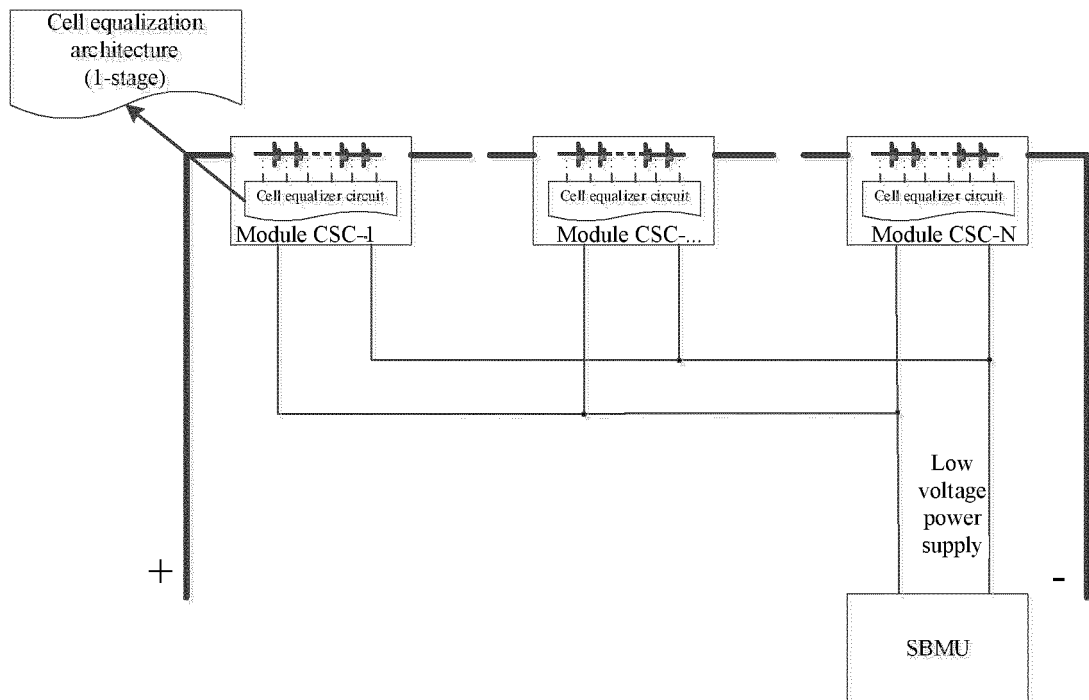 Cell equalization
architecture
(1-stage)
Cell equalizer circuit
Cell equalizer circuit
Cell equalizer circuit
Module CSC-1
Module CSC-...
Module CSC-N
Low
voltage
power
supply
+
-
SBMU